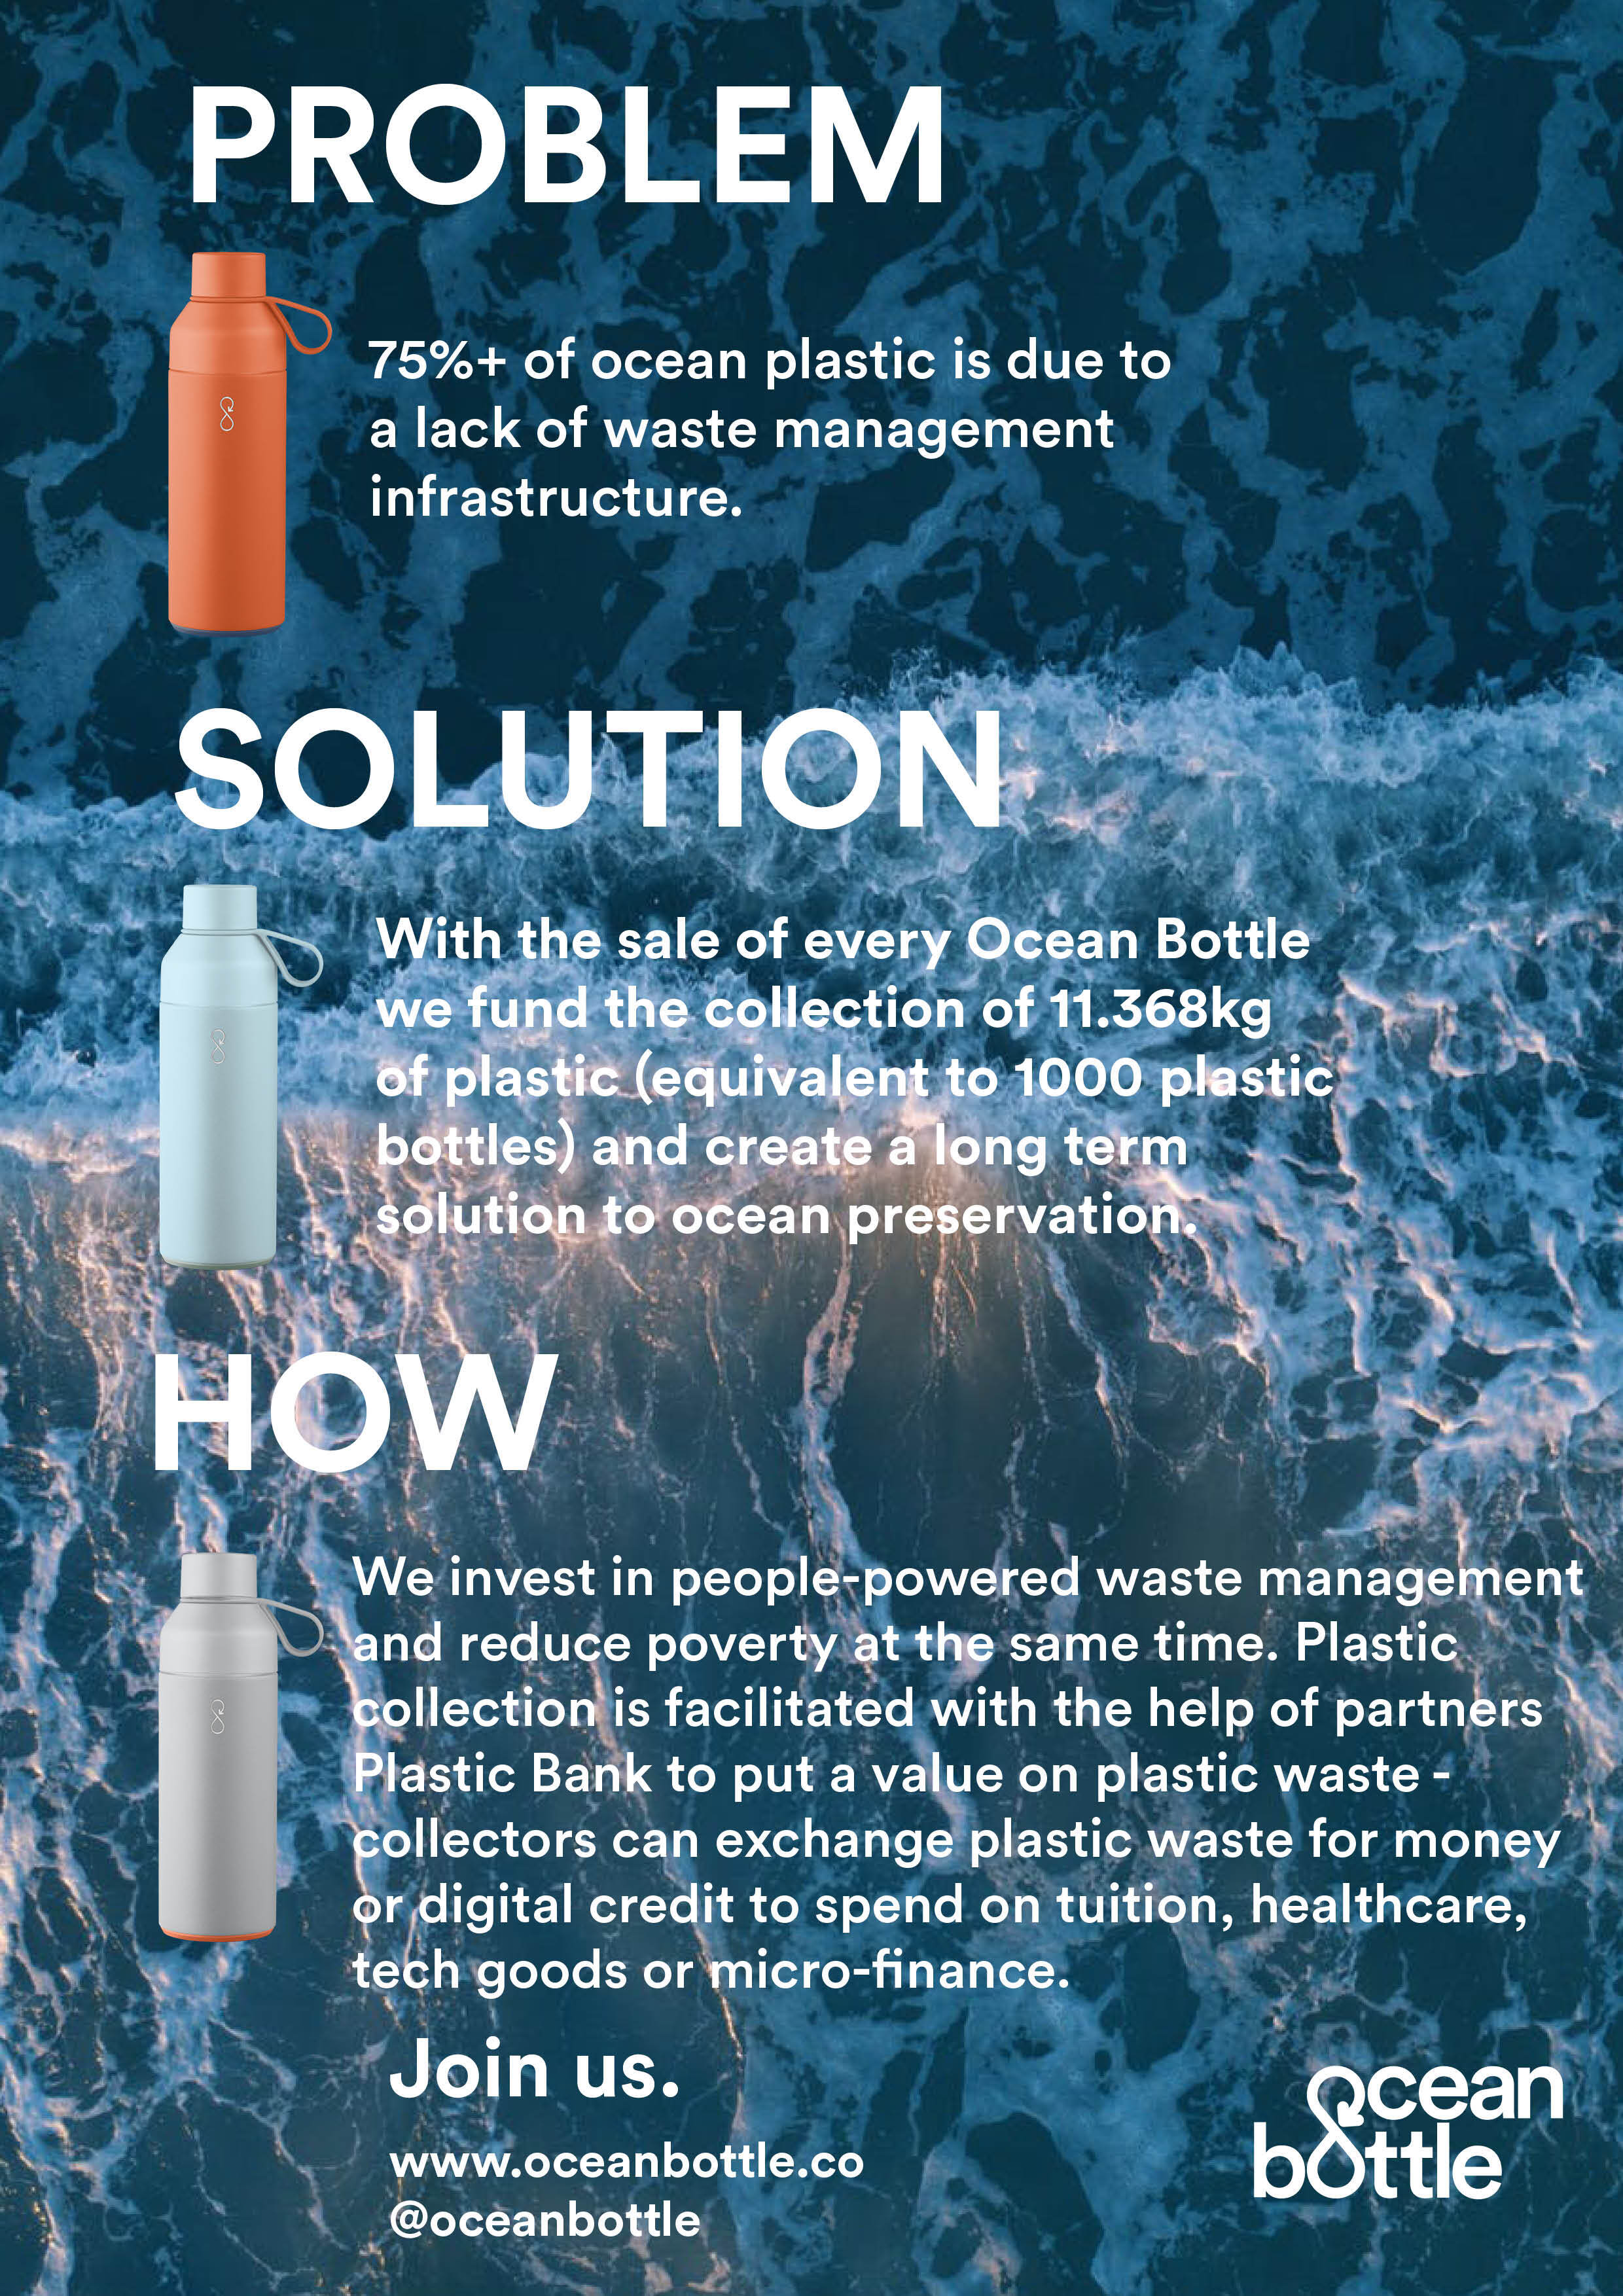 PROBLEM
75%+ of ocean plastic is due to
a lack of waste management
infrastructure.
SOLUTION
With the sale of every Ocean Bottle
we fund the collection of 11.368kg
of plastic (equivalent to 1000 plastic
bottles) and create a long term
solution to ocean preservation.
HOW
We invest in people-powered waste management
and reduce poverty at the same time. Plastic
collection is facilitated with the help of partners
Plastic Bank to put a value on plastic waste -
collectors can exchange plastic waste for money
or digital credit to spend on tuition, healthcare,
tech goods or micro-finance.
Join us.
www.oceanbottle.co
@oceanbottle
ocean
bottle